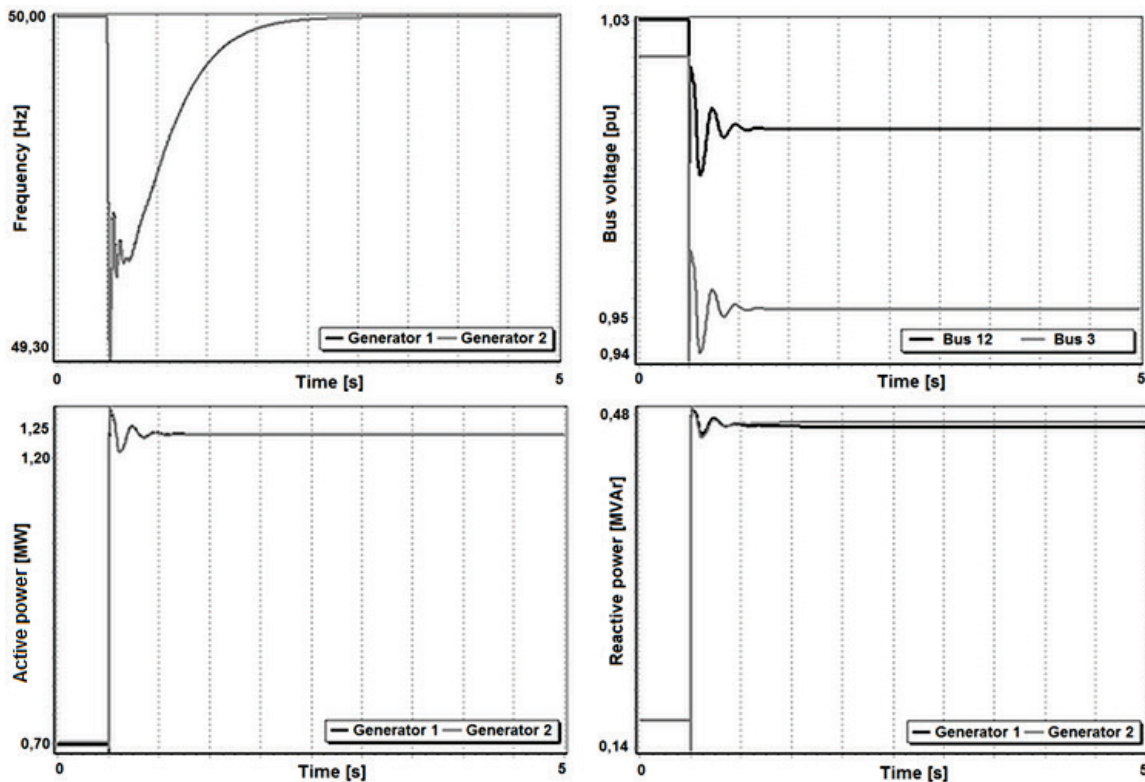 50,00
Frequency [Hz]
49,30
Generator 1 Generator 2
0 5
Time [s]
1,03
Bus voltage [pu]
0,95
0,94
Bus 12 Bus 3
0 5
Time [s]
1,25
1,20
Active power [MW]
0,70
Generator 1 Generator 2
0 5
Time [s]
0,48
Reactive power [MVAr]
0,14
Generator 1 Generator 2
0 5
Time [s]